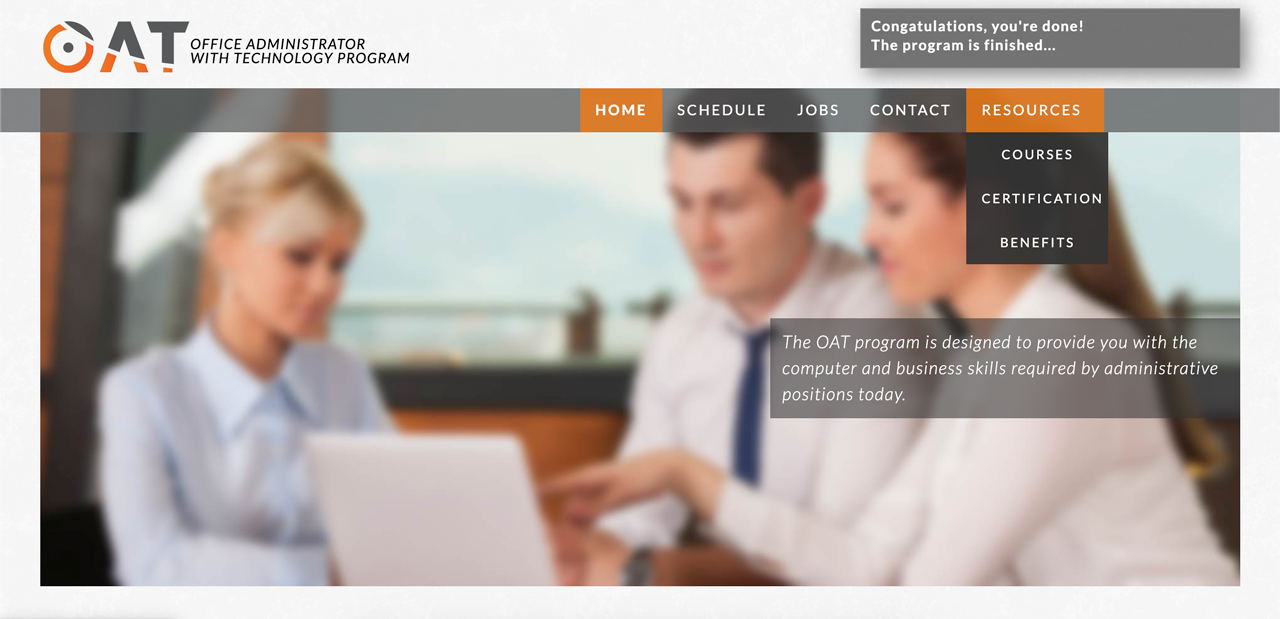 OAT
OFFICE ADMINISTRATOR
WITH TECHNOLOGY PROGRAM
Congatulations, you're done!
The program is finished...
HOME SCHEDULE JOBS CONTACT RESOURCES
COURSES
CERTIFICATION
BENEFITS
The OAT program is designed to provide you with the
computer and business skills required by administrative
positions today.